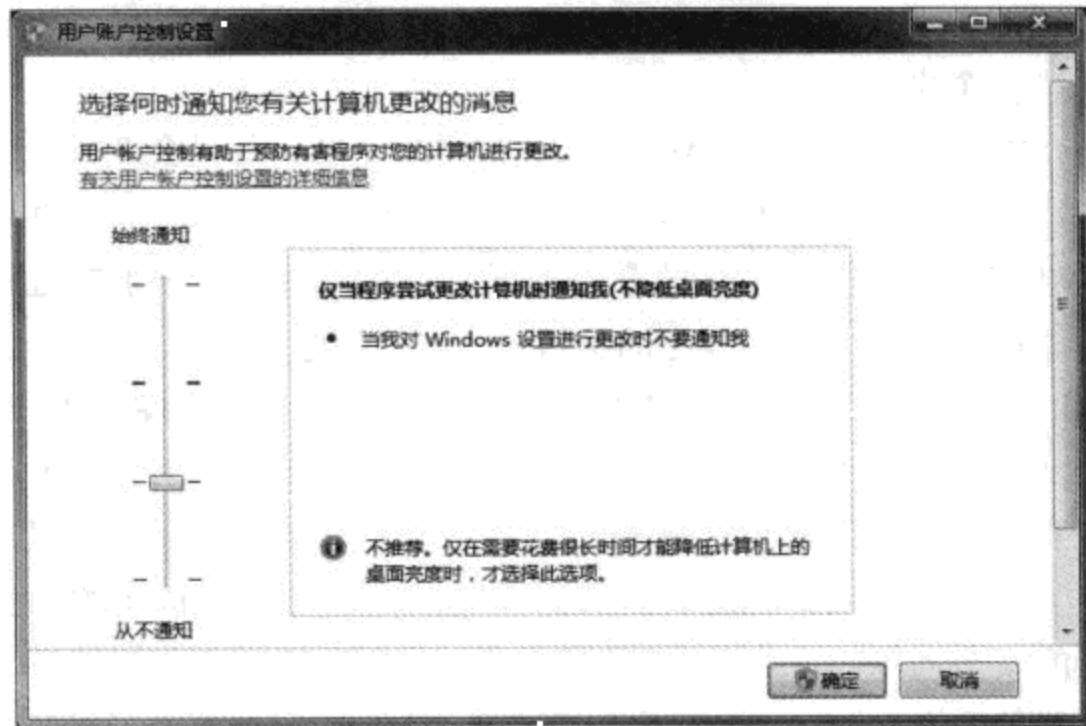 用户账户控制设置
选择何时通知您有关计算机更改的消息
用户帐户控制有助于预防有害程序对您的计算机进行更改。
有关用户帐户控制设置的详细信息
始终通知
仅当程序尝试更改计算机时通知我(不降低桌面亮度)
• 当我对 Windows 设置进行更改时不要通知我
不推荐。仅在需要花费很长时间才能降低计算机上的
桌面亮度时，才选择此选项。
从不通知
确定
取消